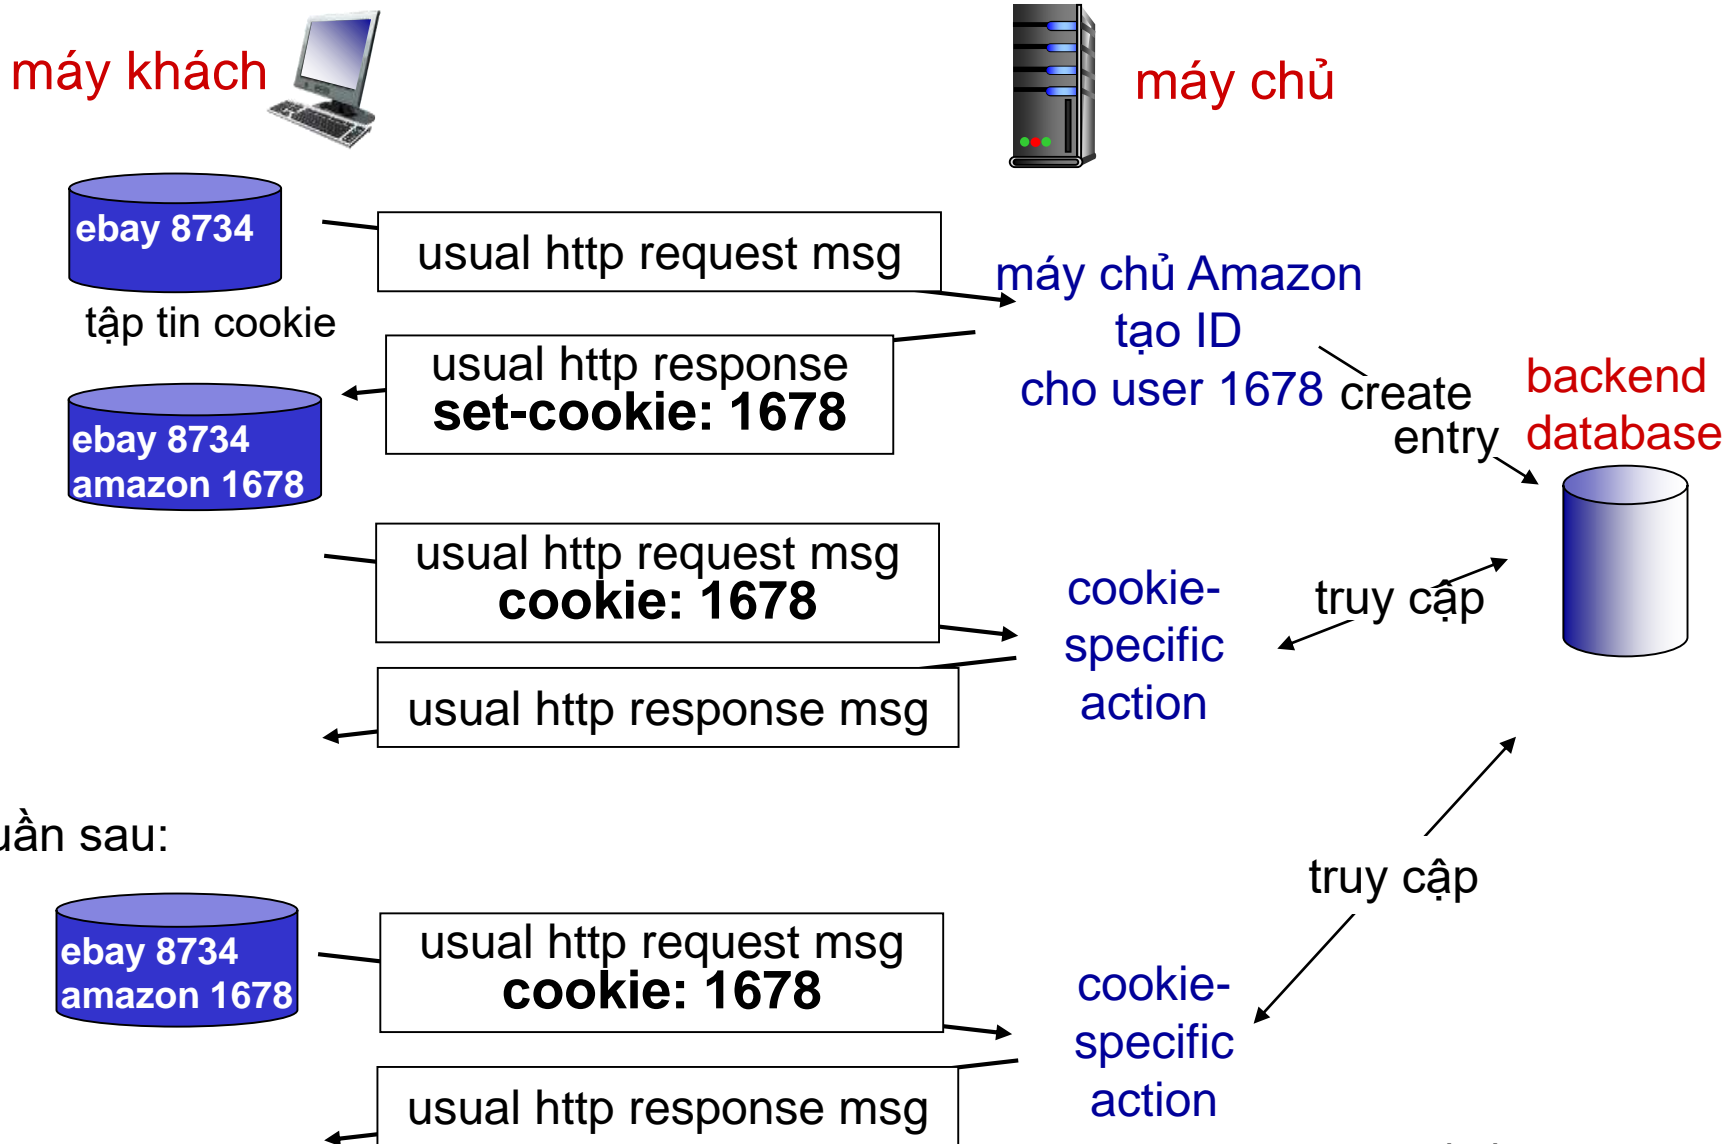 máy khách
máy chủ
ebay 8734
usual http request msg
tập tin cookie
máy chủ Amazon
tạo ID
cho user 1678
usual http response
set-cookie: 1678
create
entry
backend
database
ebay 8734
amazon 1678
usual http request msg
cookie: 1678
cookie-
specific
action
truy cập
usual http response msg
uần sau:
truy cập
ebay 8734
amazon 1678
usual http request msg
cookie: 1678
cookie-
specific
action
usual http response msg